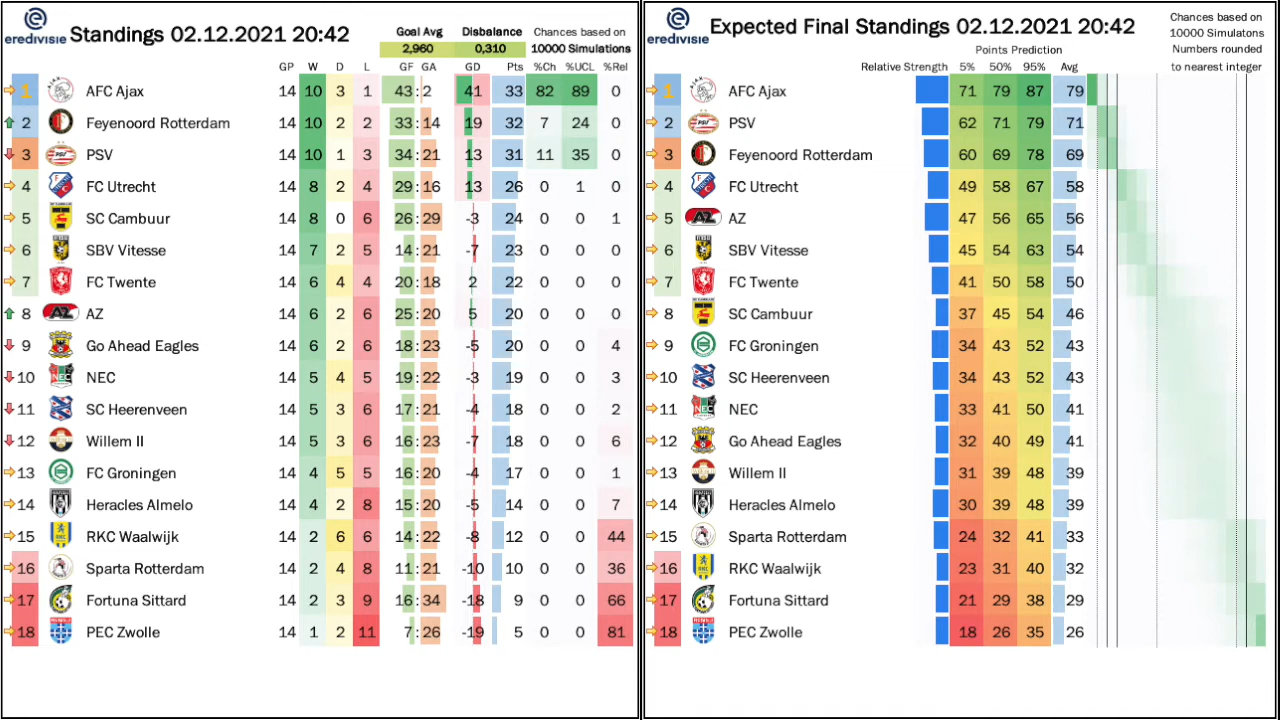 eredivisie Standings 02.12.2021 20:42
Goal Avg Disbalance Chances based on
2,960 0,310 10000 Simulations
GP W D L GF GA GD Pts %Ch %UCL %Rel
1 AFC Ajax 14 10 3 1 43 : 2 41 33 82 89 0
2 Feyenoord Rotterdam 14 10 2 2 33 : 14 19 32 7 24 0
3 PSV 14 10 1 3 34 : 21 13 31 11 35 0
4 FC Utrecht 14 8 2 4 29 : 16 13 26 0 1 0
5 SC Cambuur 14 8 0 6 26 : 29 -3 24 0 0 1
6 SBV Vitesse 14 7 2 5 14 : 21 -7 23 0 0 0
7 FC Twente 14 6 4 4 20 : 18 2 22 0 0 0
8 AZ 14 6 2 6 25 : 20 5 20 0 0 0
9 Go Ahead Eagles 14 6 2 6 18 : 23 -5 20 0 0 4
10 NEC 14 5 4 5 19 : 22 -3 19 0 0 3
11 SC Heerenveen 14 5 3 6 17 : 21 -4 18 0 0 2
12 Willem II 14 5 3 6 16 : 23 -7 18 0 0 6
13 FC Groningen 14 4 5 5 16 : 20 -4 17 0 0 1
14 Heracles Almelo 14 4 2 8 15 : 20 -5 14 0 0 7
15 RKC Waalwijk 14 2 6 6 14 : 22 -8 12 0 0 44
16 Sparta Rotterdam 14 2 4 8 11 : 21 -10 10 0 0 36
17 Fortuna Sittard 14 2 3 9 16 : 34 -18 9 0 0 66
18 PEC Zwolle 14 1 2 11 7 : 26 -19 5 0 0 81
eredivisie Expected Final Standings 02.12.2021 20:42
Chances based on
10000 Simulatons
Numbers rounded
to nearest integer
Points Prediction
Relative Strength 5% 50% 95% Avg
1 AFC Ajax 71 79 87 79
2 PSV 62 71 79 71
3 Feyenoord Rotterdam 60 69 78 69
4 FC Utrecht 49 58 67 58
5 AZ 47 56 65 56
6 SBV Vitesse 45 54 63 54
7 FC Twente 41 50 58 50
8 SC Cambuur 37 45 54 46
9 FC Groningen 34 43 52 43
10 SC Heerenveen 34 43 52 43
11 NEC 33 41 50 41
12 Go Ahead Eagles 32 40 49 41
13 Willem II 31 39 48 39
14 Heracles Almelo 30 39 48 39
15 Sparta Rotterdam 24 32 41 33
16 RKC Waalwijk 23 31 40 32
17 Fortuna Sittard 21 29 38 29
18 PEC Zwolle 18 26 35 26